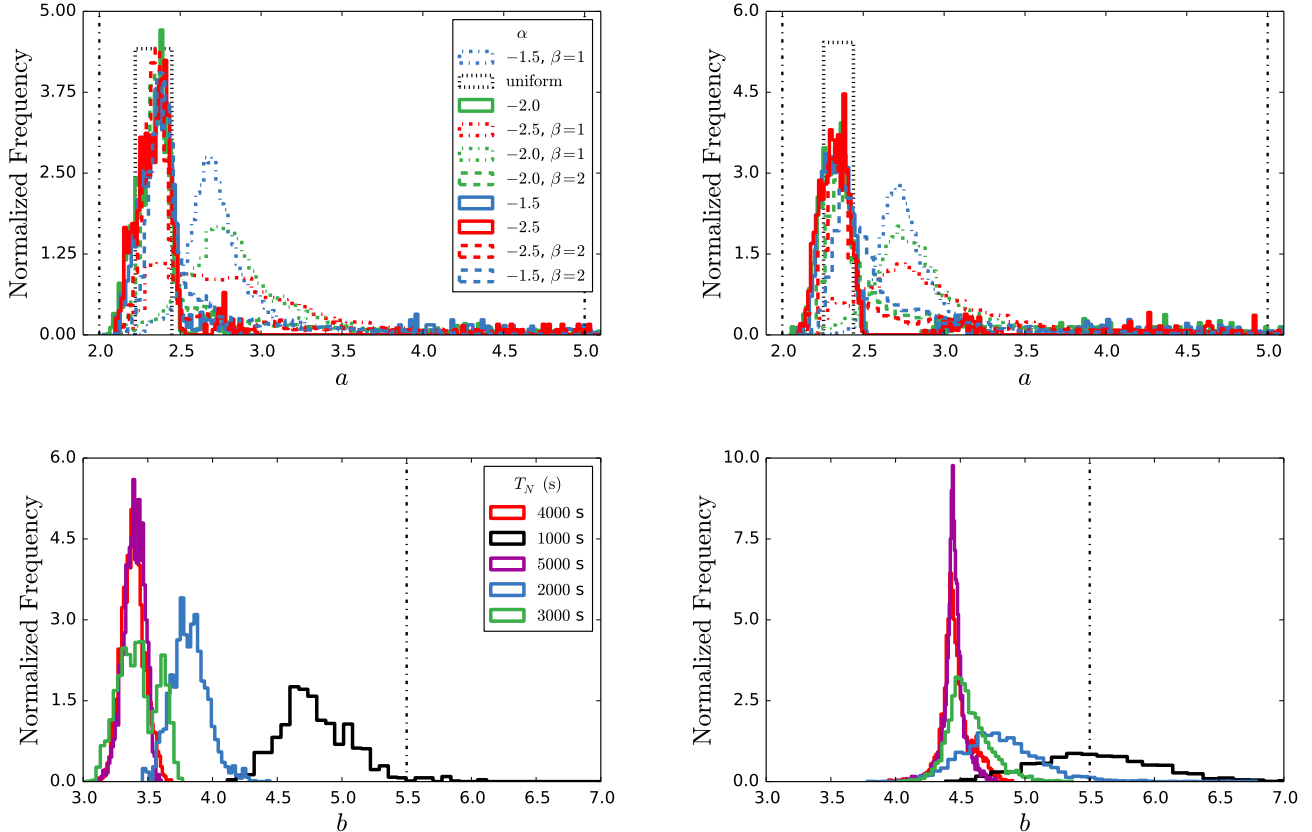 Normalized Frequency
5.00
3.75
2.50
1.25
0.00
2.0 2.5 3.0 3.5 4.0 4.5 5.0
a
α
−1.5, β=1
uniform
−2.0
−2.5, β=1
−2.0, β=1
−2.0, β=2
−1.5
−2.5
−2.5, β=2
−1.5, β=2
Normalized Frequency
6.0
4.5
3.0
1.5
0.0
2.0 2.5 3.0 3.5 4.0 4.5 5.0
a
Normalized Frequency
6.0
4.5
3.0
1.5
0.0
3.0 3.5 4.0 4.5 5.0 5.5 6.0 7.0
b
T_N (s)
4000 s
1000 s
5000 s
2000 s
3000 s
Normalized Frequency
10.0
7.5
5.0
2.5
0.0
3.0 3.5 4.0 4.5 5.0 5.5 6.0 7.0
b